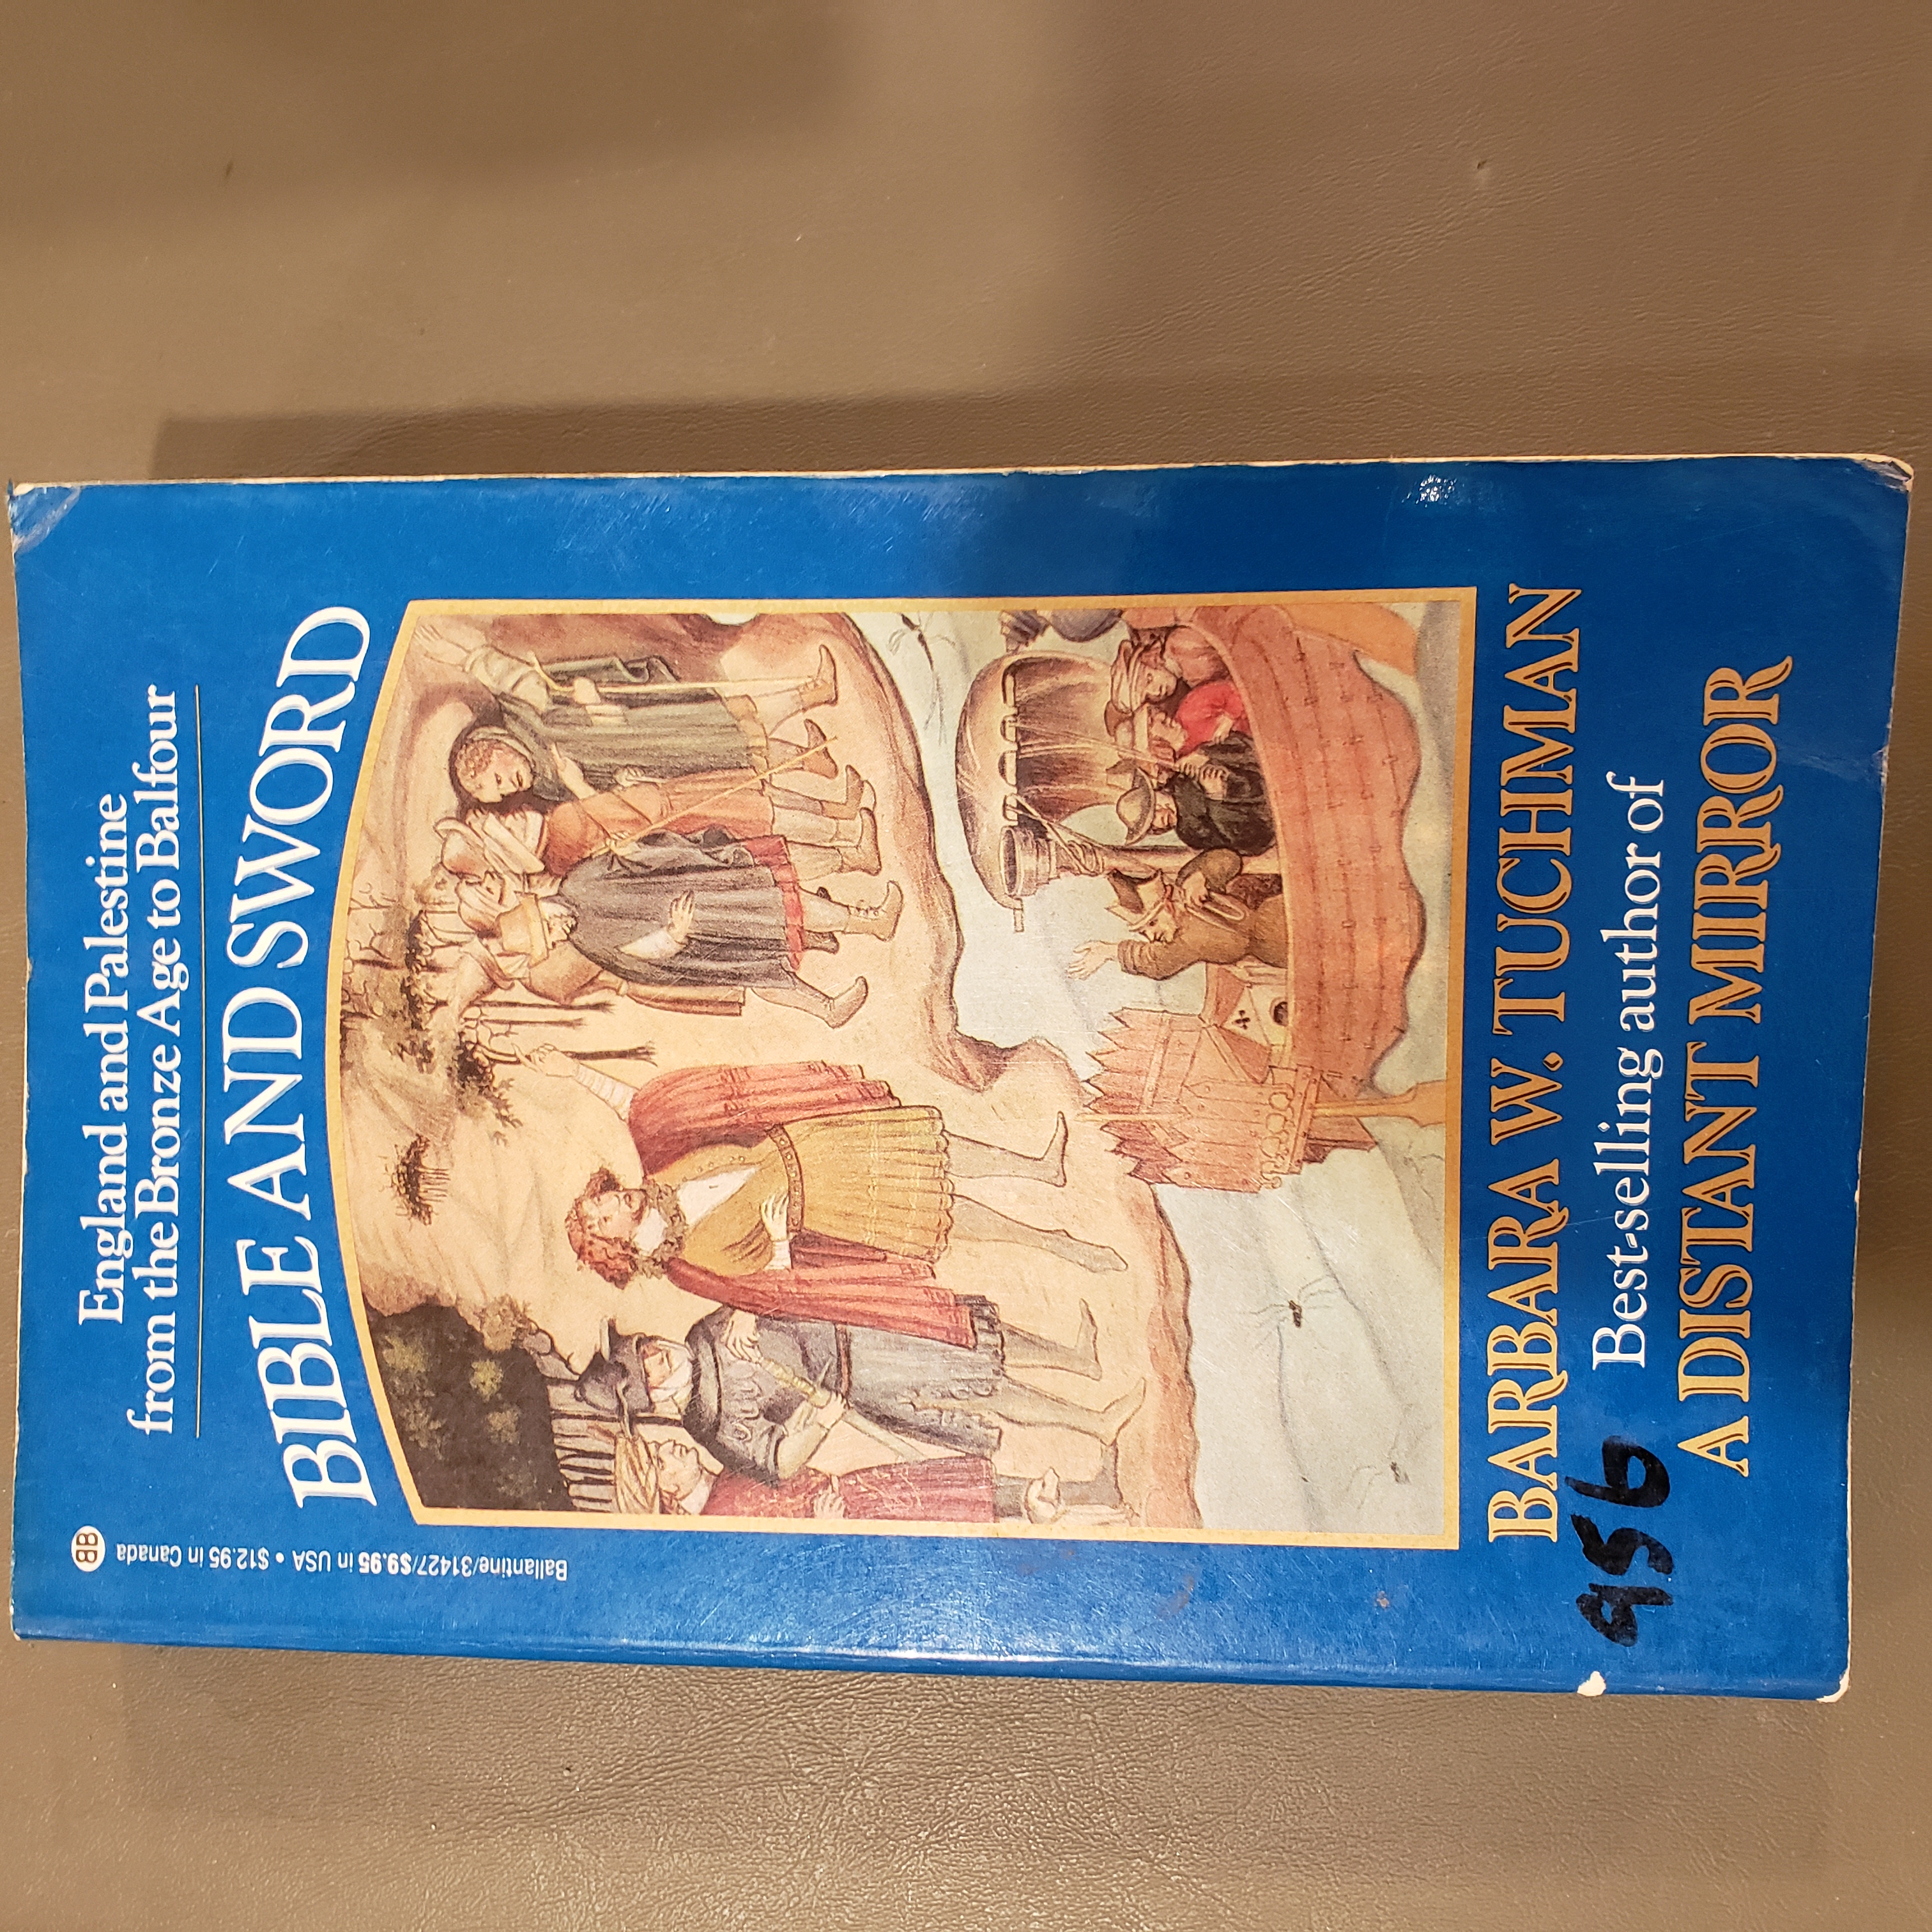 BB
Ballantine/31427/$9.95 in USA • $12.95 in Canada
England and Palestine
from the Bronze Age to Balfour
BIBLE AND SWORD
BARBARA W. TUCHMAN
956
Best-selling author of
A DISTANT MIRROR